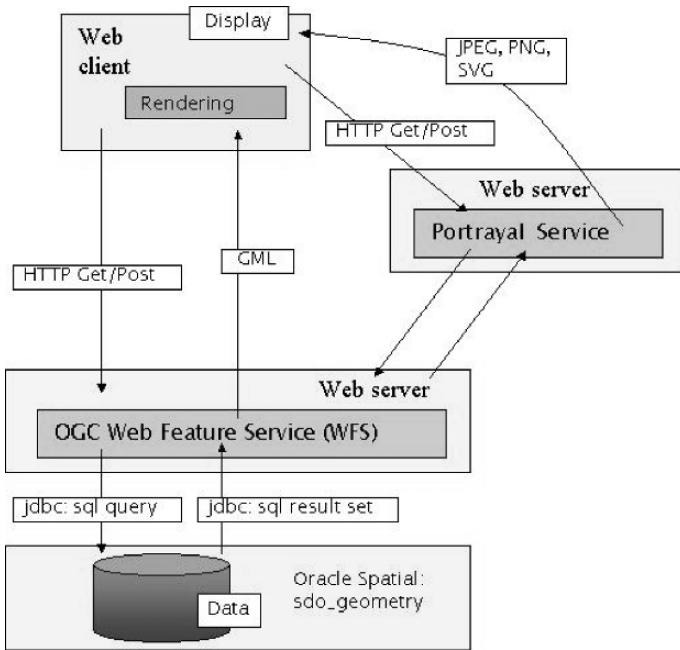 Display
Web
client
Rendering
JPEG, PNG,
SVG
HTTP Get/Post
Web server
Portrayal Service
HTTP Get/Post
GML
Web server
OGC Web Feature Service (WFS)
jdbc: sql query
jdbc: sql result set
Oracle Spatial:
sdo_geometry
Data